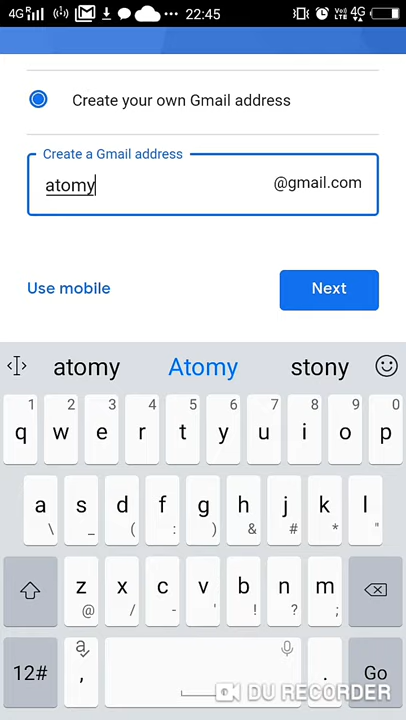 4G 22:45 VoLTE 4G
Create your own Gmail address
Create a Gmail address
atomy @gmail.com
Use mobile Next
atomy Atomy stony
1 2 3 4 5 6 7 8 9 0
q w e r t y u i o p
a s d f g h j k l
\ _ ( : ) & # * "
z x c v b n m
@ / - ' ! ? ;
12# a , . Go
DU RECORDER